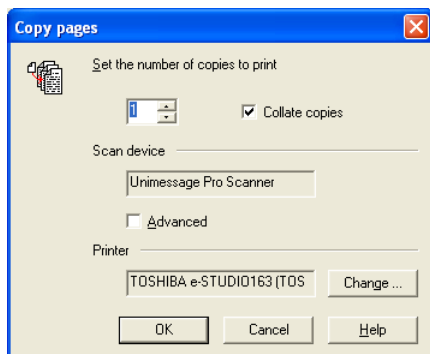 Copy pages
Set the number of copies to print
1
Collate copies
Scan device
Unimessage Pro Scanner
Advanced
Printer
TOSHIBA e-STUDIO163 (TOS
Change ...
OK
Cancel
Help